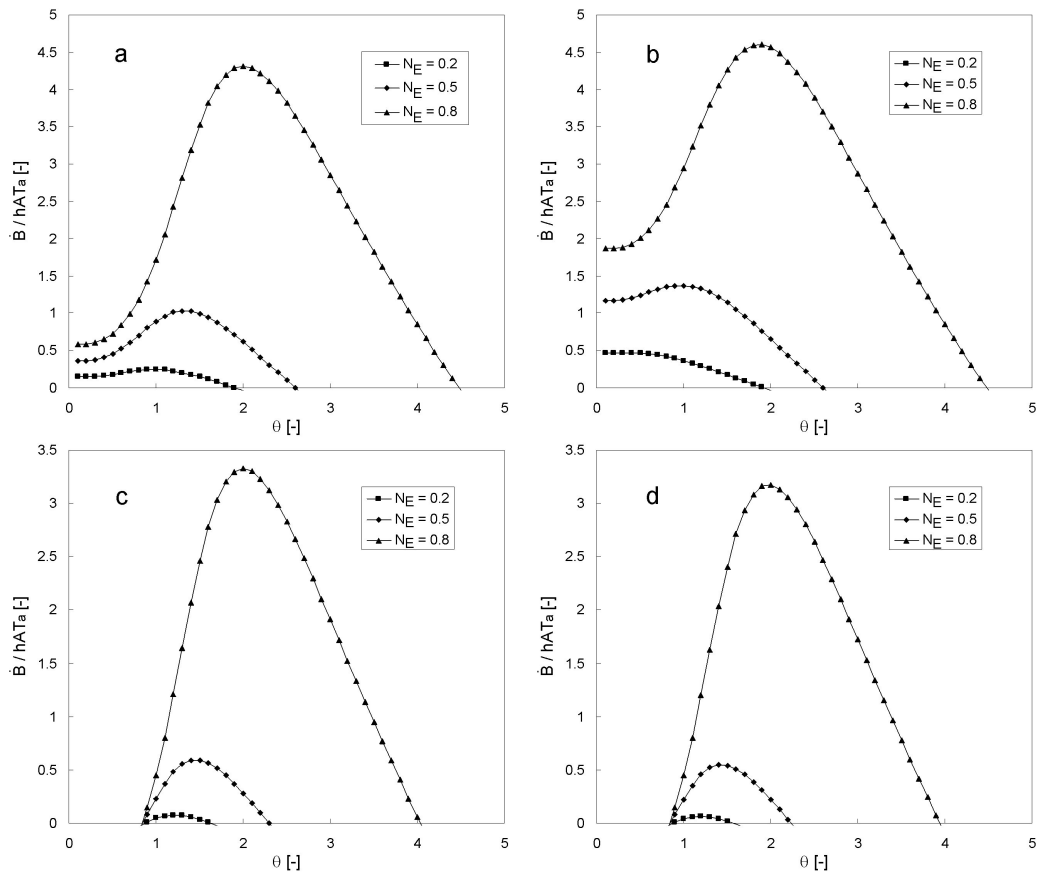 a
N_E = 0.2
N_E = 0.5
N_E = 0.8
Ḃ / hATa [-]
4.5
4
3.5
3
2.5
2
1.5
1
0.5
0
0 1 2 3 4 5
θ [-]
b
N_E = 0.2
N_E = 0.5
N_E = 0.8
Ḃ / hATa [-]
5
4.5
4
3.5
3
2.5
2
1.5
1
0.5
0
0 1 2 3 4 5
θ [-]
c
N_E = 0.2
N_E = 0.5
N_E = 0.8
Ḃ / hATa [-]
3.5
3
2.5
2
1.5
1
0.5
0
0 1 2 3 4 5
θ [-]
d
N_E = 0.2
N_E = 0.5
N_E = 0.8
Ḃ / hATa [-]
3.5
3
2.5
2
1.5
1
0.5
0
0 1 2 3 4 5
θ [-]